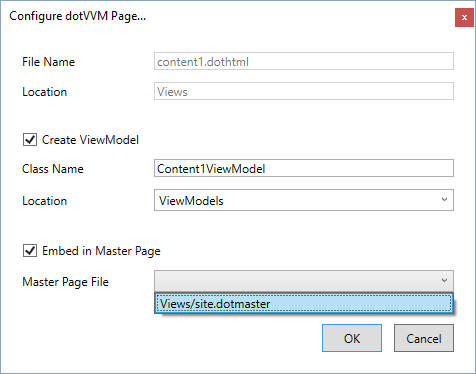 Configure dotVVM Page...
x
File Name content1.dothtml
Location Views
Create ViewModel
Class Name Content1ViewModel
Location ViewModels
Embed in Master Page
Master Page File
Views/site.dotmaster
OK Cancel